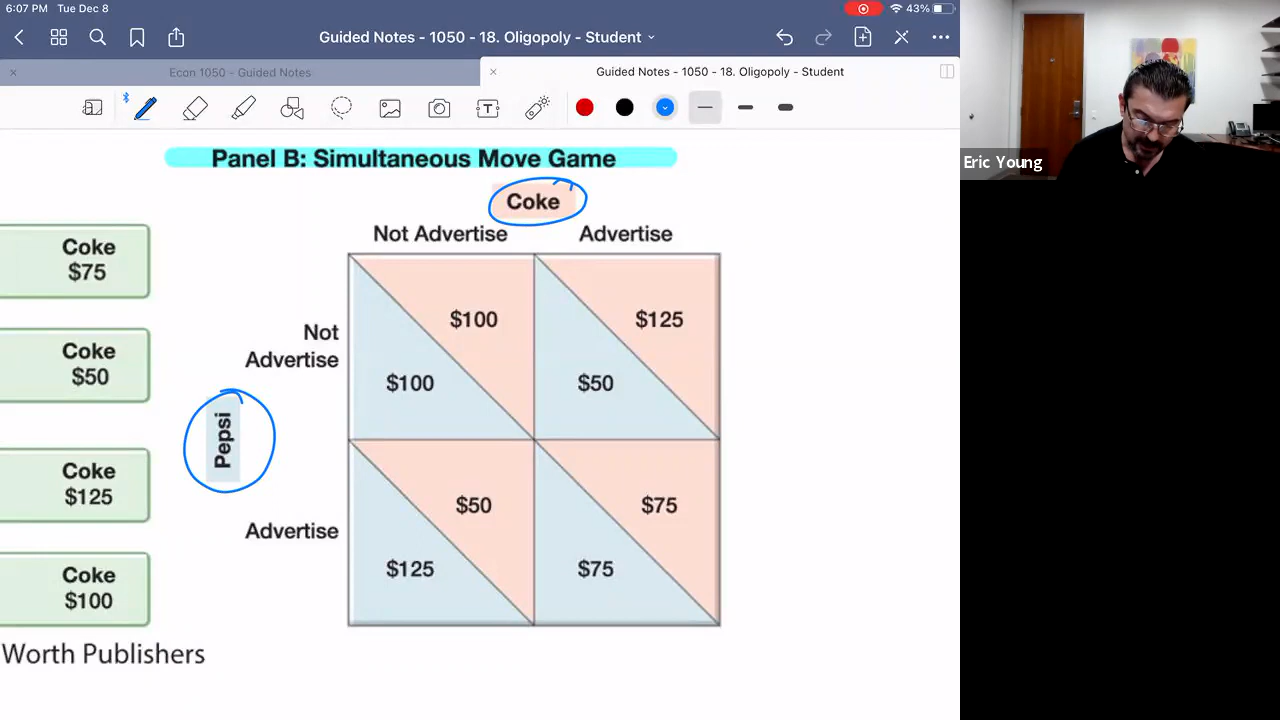 6:07 PM Tue Dec 8
43%
Guided Notes - 1050 - 18. Oligopoly - Student
Econ 1050 - Guided Notes
Guided Notes - 1050 - 18. Oligopoly - Student
T
Eric Young
Panel B: Simultaneous Move Game
Coke
Not Advertise Advertise
Coke
$75
Coke
$50
Coke
$125
Coke
$100
Pepsi
Not
Advertise
$100
$100
$125
$50
Advertise
$50
$125
$75
$75
Worth Publishers